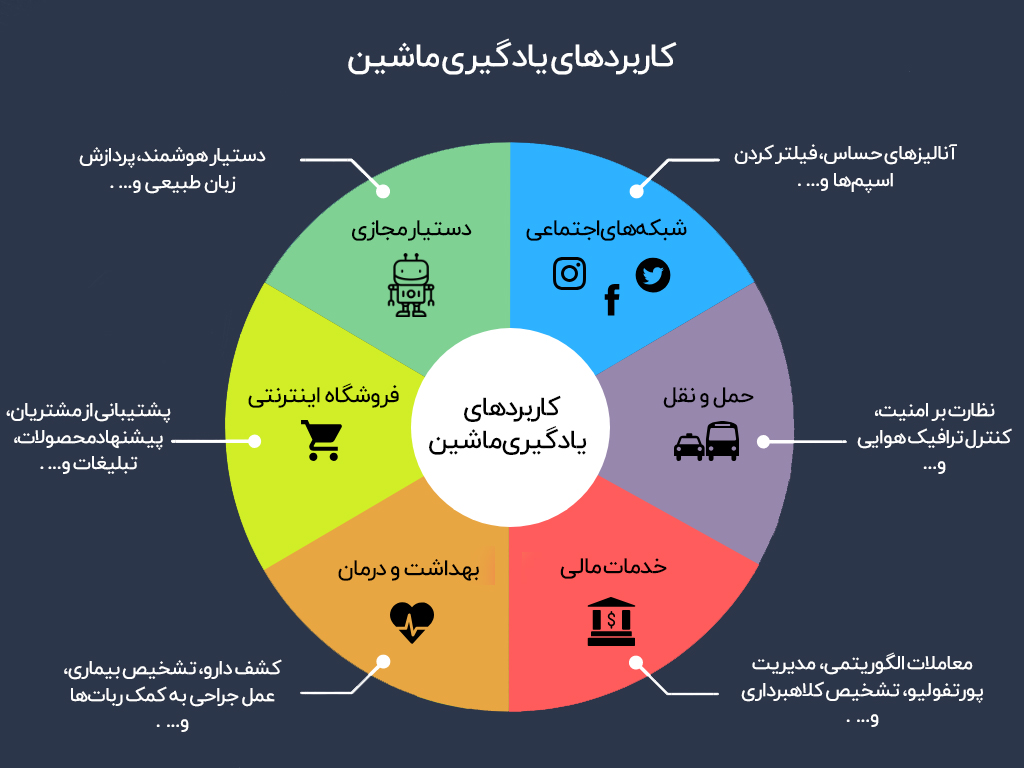 کاربردهای یادگیری ماشین
آنالیزهای حساس، فیلتر کردن
اسپم‌ها و... .
دستیار هوشمند، پردازش
زبان طبیعی و... .
شبکه‌های اجتماعی
دستیار مجازی
حمل و نقل
فروشگاه اینترنتی
کاربردهای
یادگیری ماشین
نظارت بر امنیت،
کنترل ترافیک هوایی
و...
پشتیبانی از مشتریان،
پیشنهاد محصولات،
تبلیغات و... .
خدمات مالی
$
بهداشت و درمان
معاملات الگوریتمی، مدیریت
پورتفولیو، تشخیص کلاهبرداری
و... .
کشف دارو، تشخیص بیماری،
عمل جراحی به کمک ربات‌ها
و... .